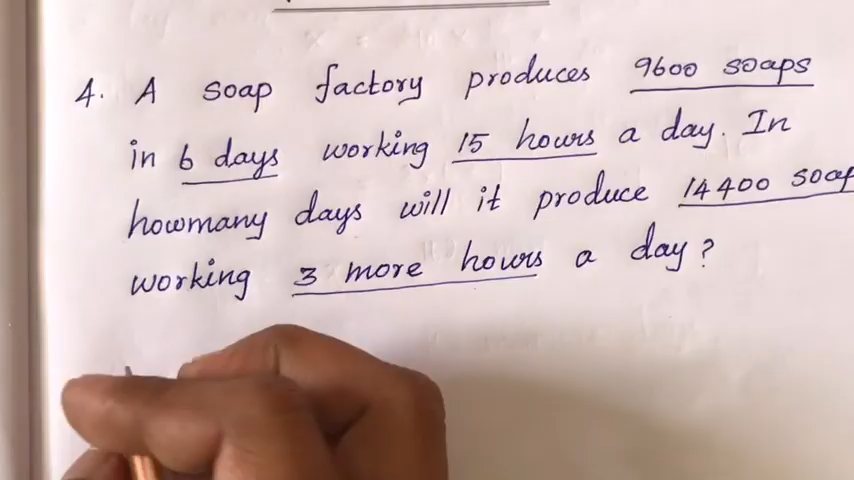 4. A soap factory produces 9600 soaps
in 6 days working 15 hours a day. In
howmany days will it produce 14400 soap
working 3 more hours a day?